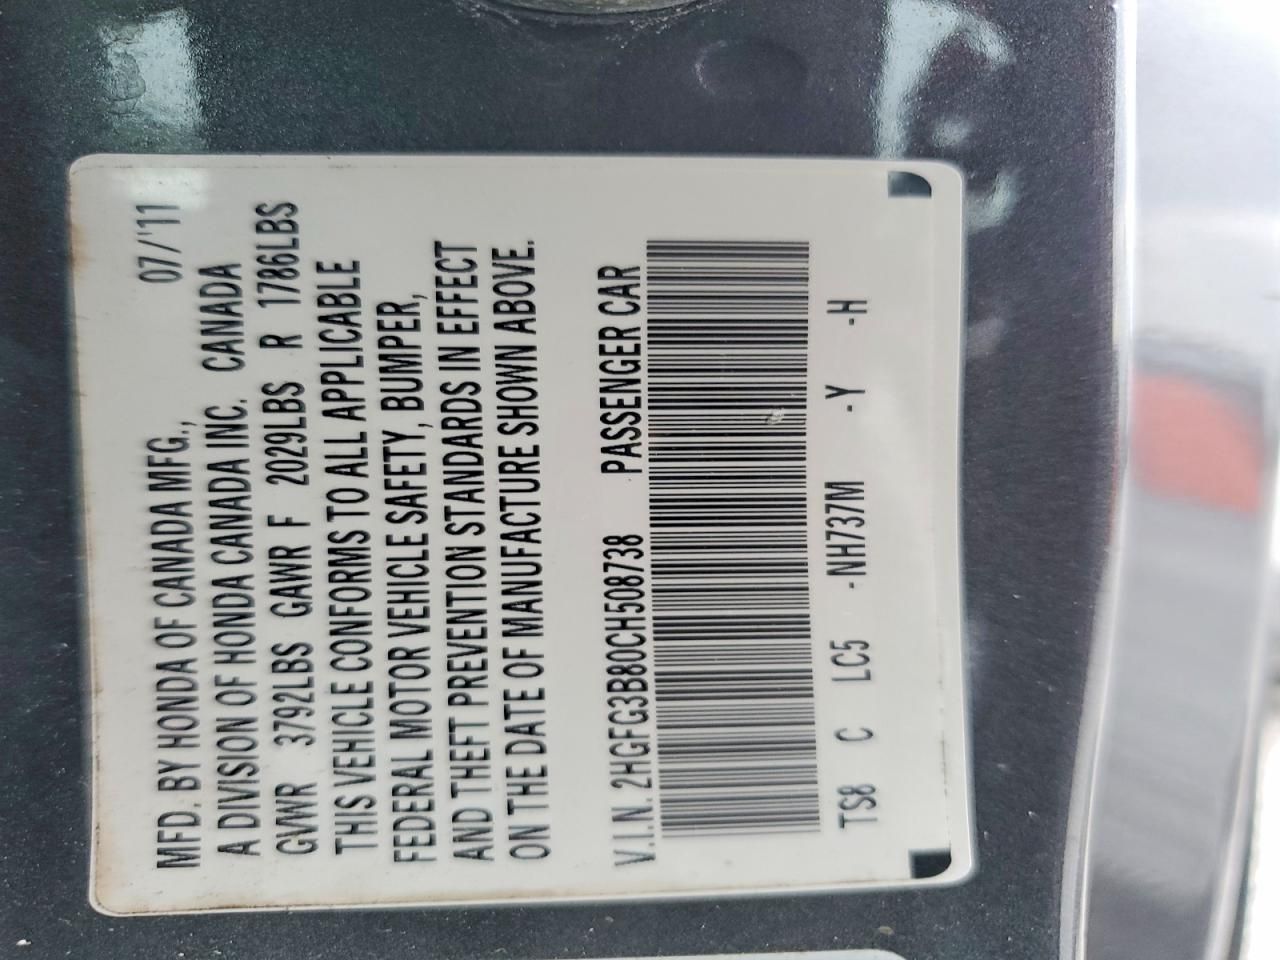 MFD. BY HONDA OF CANADA MFG., 07/'11
A DIVISION OF HONDA CANADA INC. CANADA
GVWR 3792LBS GAWR F 2029LBS R 1786LBS
THIS VEHICLE CONFORMS TO ALL APPLICABLE
FEDERAL MOTOR VEHICLE SAFETY, BUMPER,
AND THEFT PREVENTION STANDARDS IN EFFECT
ON THE DATE OF MANUFACTURE SHOWN ABOVE.
V.I.N. 2HGFG3B80CH508738 PASSENGER CAR
TS8 C LC5 -NH737M -Y -H